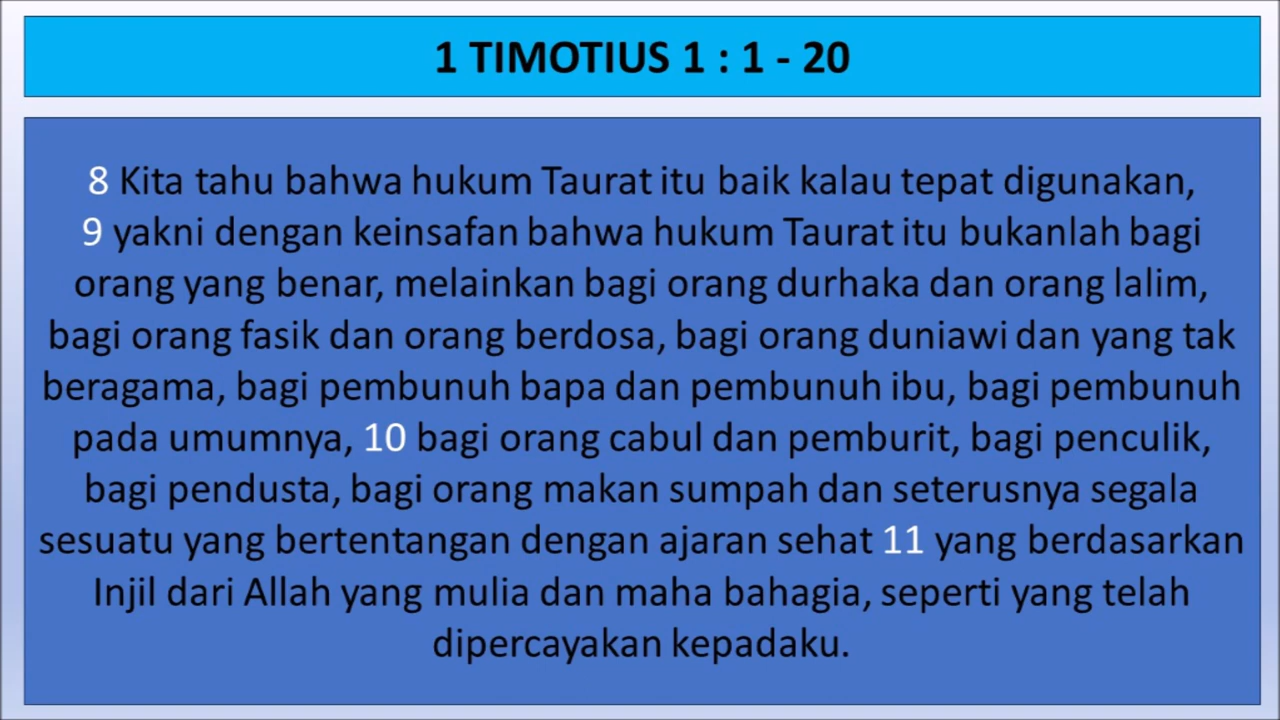 1 TIMOTIUS 1 : 1 - 20
8 Kita tahu bahwa hukum Taurat itu baik kalau tepat digunakan,
9 yakni dengan keinsafan bahwa hukum Taurat itu bukanlah bagi
orang yang benar, melainkan bagi orang durhaka dan orang lalim,
bagi orang fasik dan orang berdosa, bagi orang duniawi dan yang tak
beragama, bagi pembunuh bapa dan pembunuh ibu, bagi pembunuh
pada umumnya, 10 bagi orang cabul dan pemburit, bagi penculik,
bagi pendusta, bagi orang makan sumpah dan seterusnya segala
sesuatu yang bertentangan dengan ajaran sehat 11 yang berdasarkan
Injil dari Allah yang mulia dan maha bahagia, seperti yang telah
dipercayakan kepadaku.